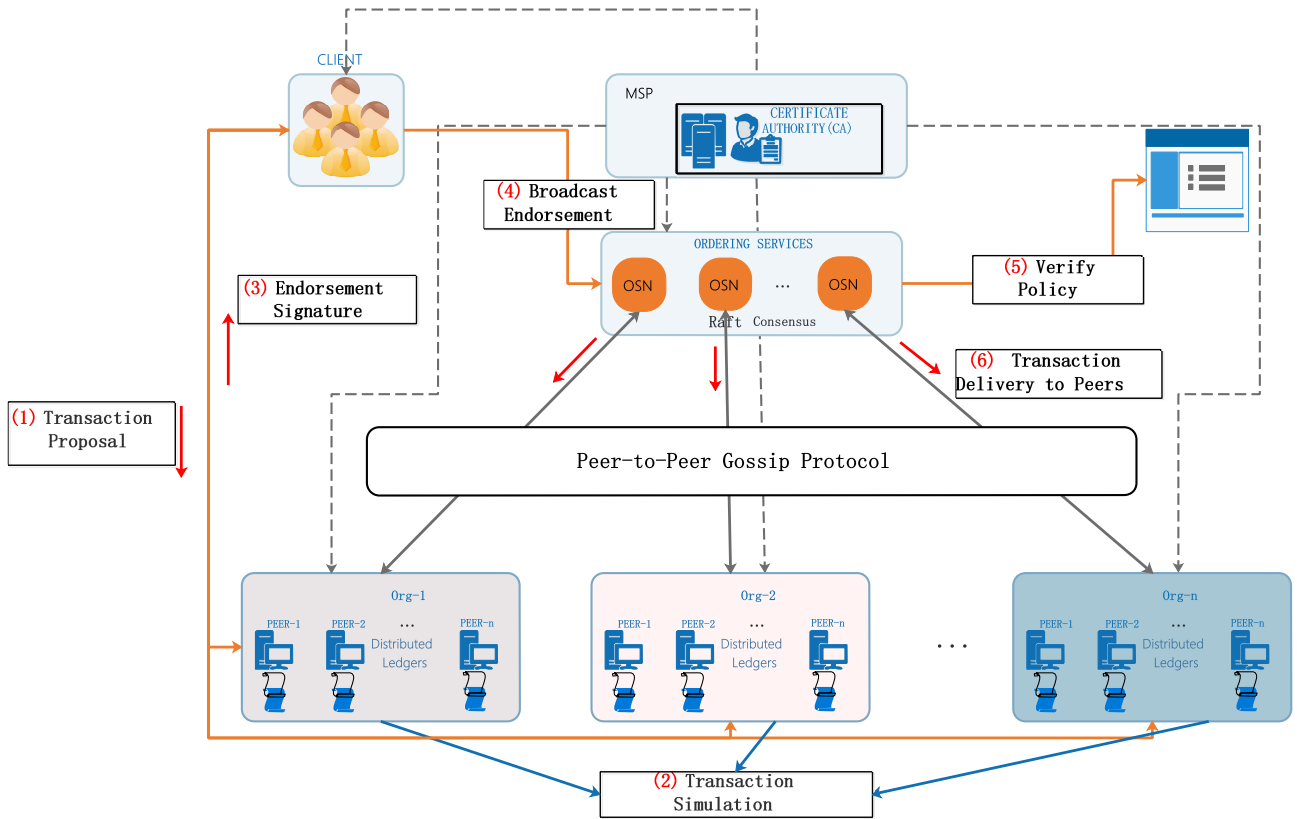 CLIENT
MSP
CERTIFICATE
AUTHORITY(CA)
(4) Broadcast
Endorsement
ORDERING SERVICES
OSN
OSN
...
OSN
Raft Consensus
(5) Verify
Policy
(3) Endorsement
Signature
(6) Transaction
Delivery to Peers
(1) Transaction
Proposal
Peer-to-Peer Gossip Protocol
Org-1
PEER-1
PEER-2
...
PEER-n
Distributed
Ledgers
Org-2
PEER-1
PEER-2
...
PEER-n
Distributed
Ledgers
...
Org-n
PEER-1
PEER-2
...
PEER-n
Distributed
Ledgers
(2) Transaction
Simulation